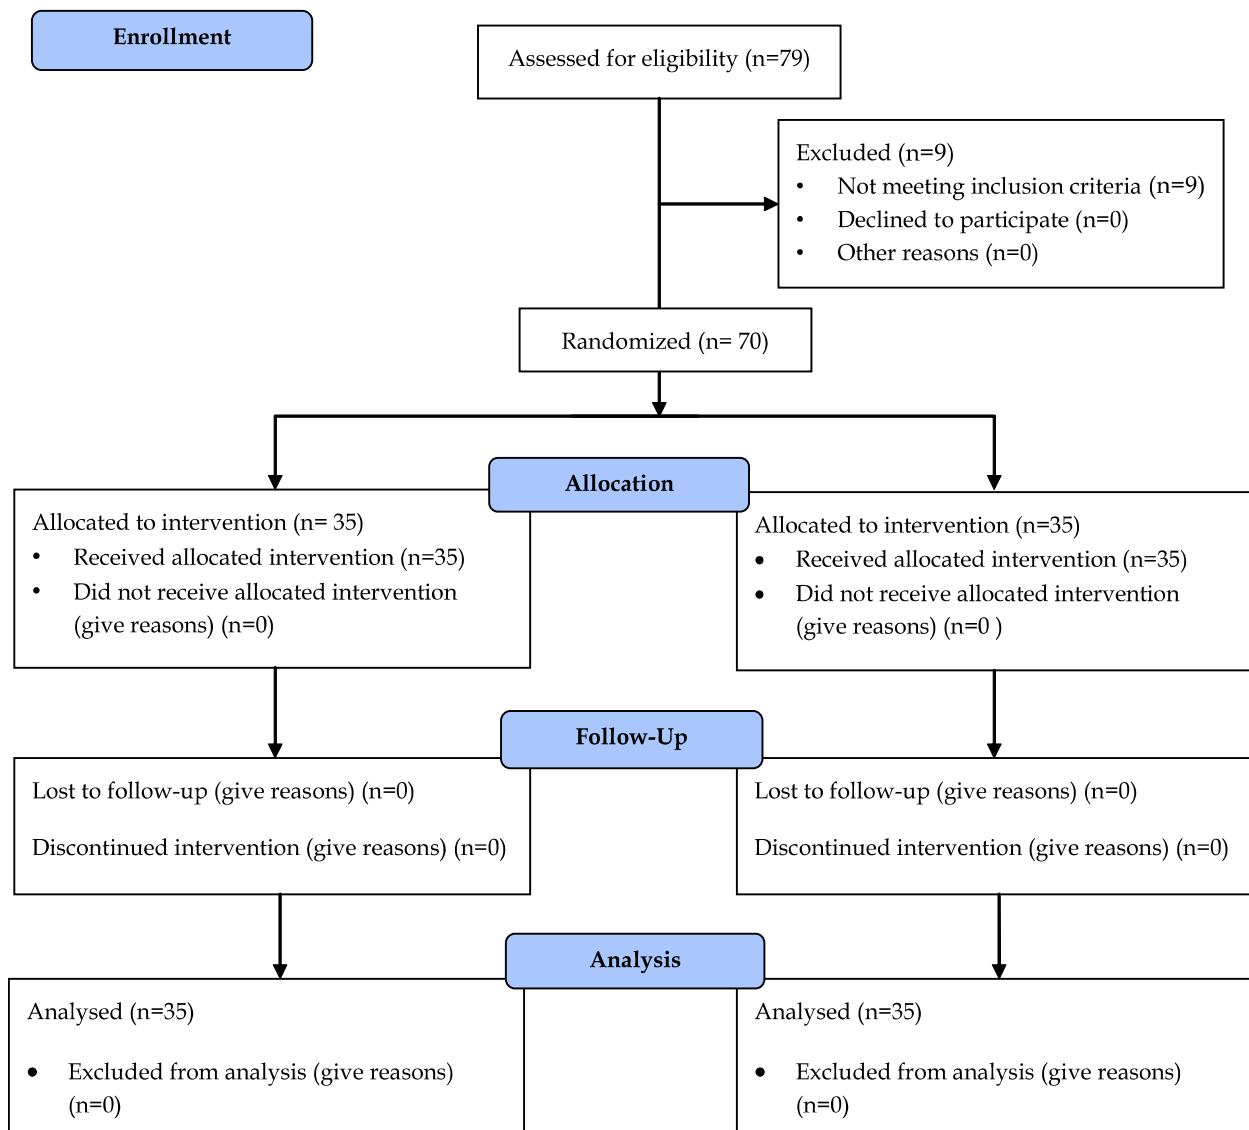 Enrollment
Assessed for eligibility (n=79)
Excluded (n=9)
• Not meeting inclusion criteria (n=9)
• Declined to participate (n=0)
• Other reasons (n=0)
Randomized (n= 70)
Allocation
Allocated to intervention (n= 35)
• Received allocated intervention (n=35)
• Did not receive allocated intervention
(give reasons) (n=0)
Allocated to intervention (n=35)
• Received allocated intervention (n=35)
• Did not receive allocated intervention
(give reasons) (n=0 )
Follow-Up
Lost to follow-up (give reasons) (n=0)
Discontinued intervention (give reasons) (n=0)
Lost to follow-up (give reasons) (n=0)
Discontinued intervention (give reasons) (n=0)
Analysis
Analysed (n=35)
• Excluded from analysis (give reasons)
(n=0)
Analysed (n=35)
• Excluded from analysis (give reasons)
(n=0)